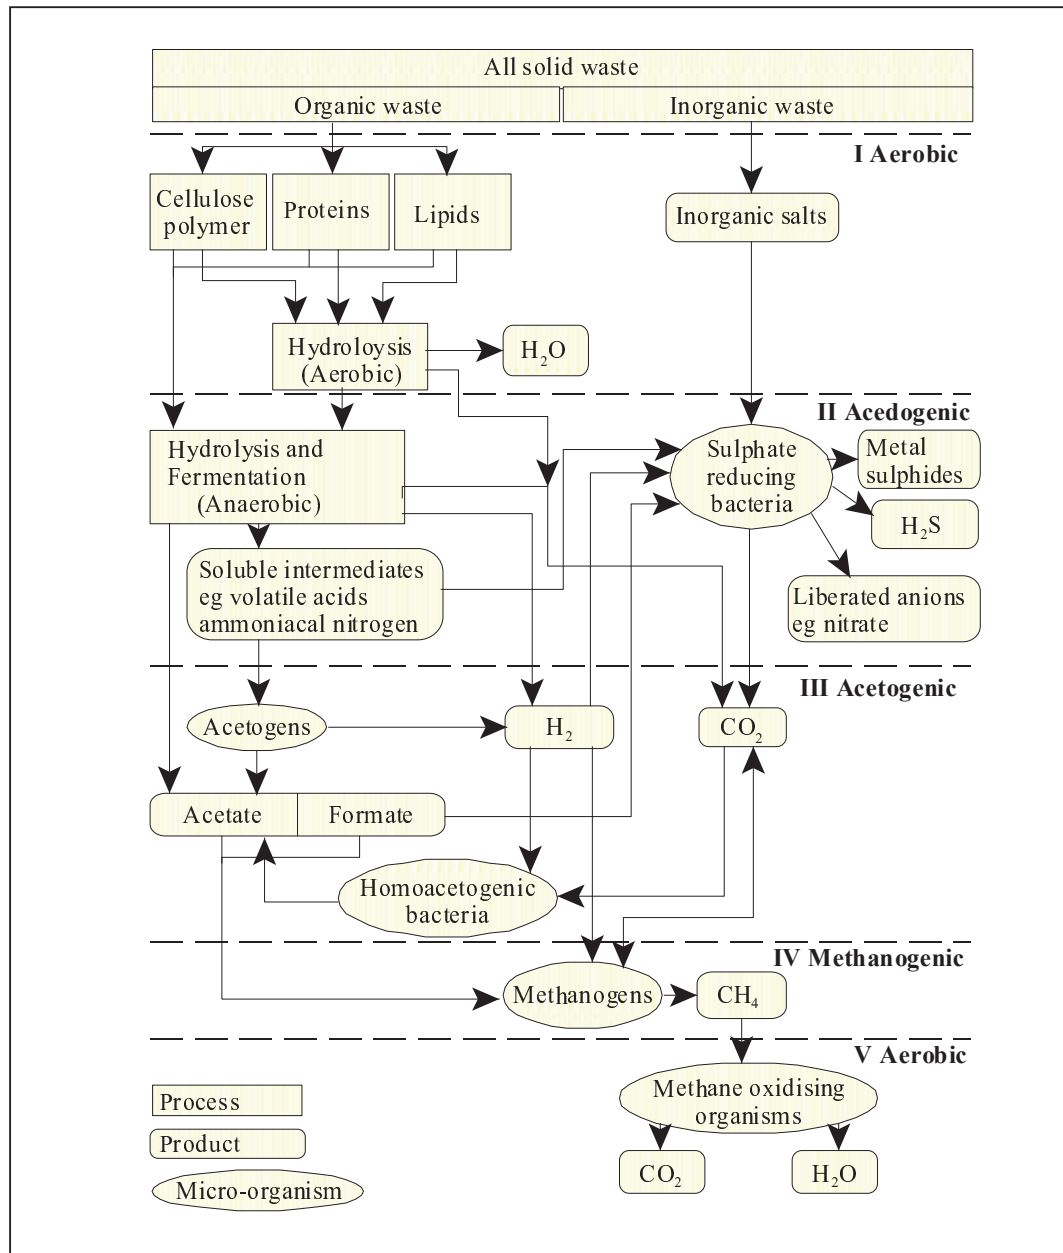 All solid waste
Organic waste
Inorganic waste
I Aerobic
Cellulose
polymer
Proteins
Lipids
Inorganic salts
Hydroloysis
(Aerobic)
H₂O
II Acedogenic
Hydrolysis and
Fermentation
(Anaerobic)
Sulphate
reducing
bacteria
Metal
sulphides
H₂S
Soluble intermediates
eg volatile acids
ammoniacal nitrogen
Liberated anions
eg nitrate
III Acetogenic
Acetogens
H₂
CO₂
Acetate
Formate
Homoacetogenic
bacteria
IV Methanogenic
Methanogens
CH₄
V Aerobic
Methane oxidising
organisms
Process
Product
Micro-organism
CO₂
H₂O